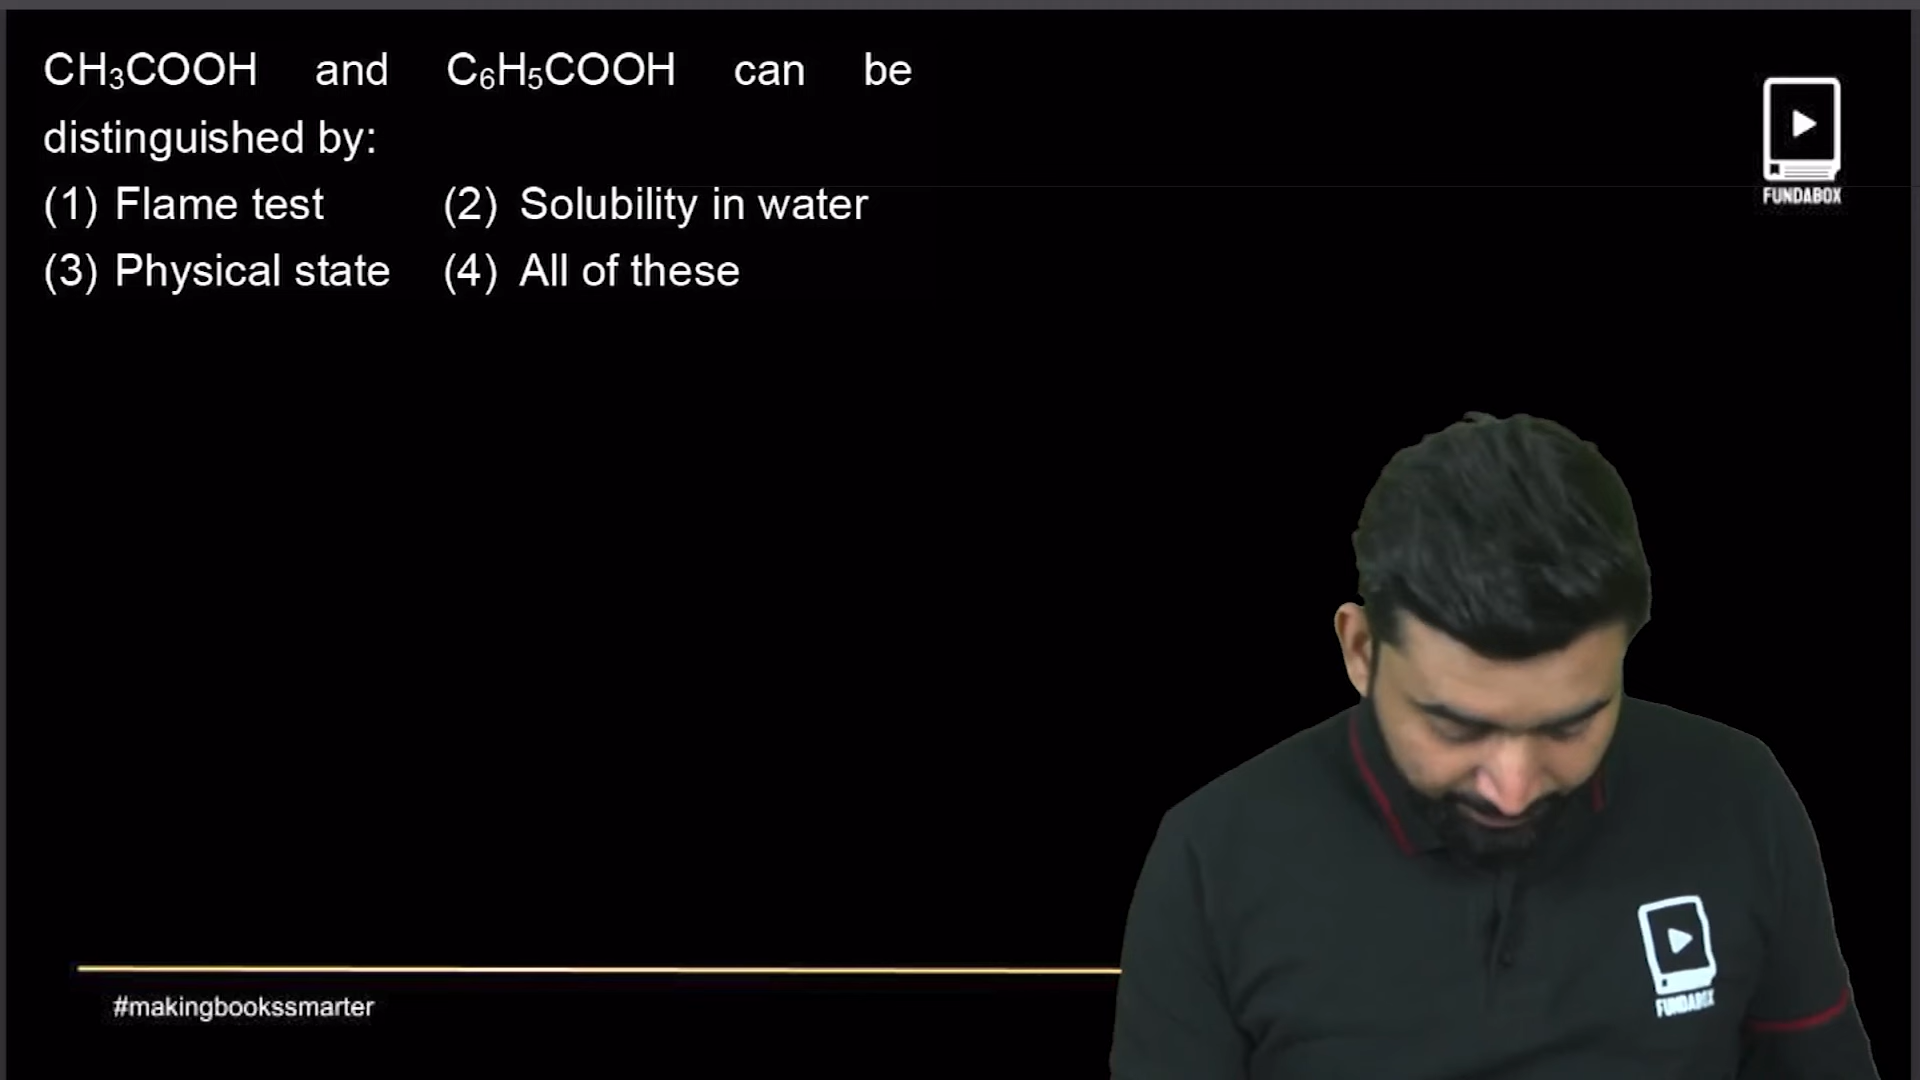 CH₃COOH and C₆H₅COOH can be
distinguished by:
(1) Flame test (2) Solubility in water
(3) Physical state (4) All of these
FUNDABOX
FUNDABOX
#makingbookssmarter